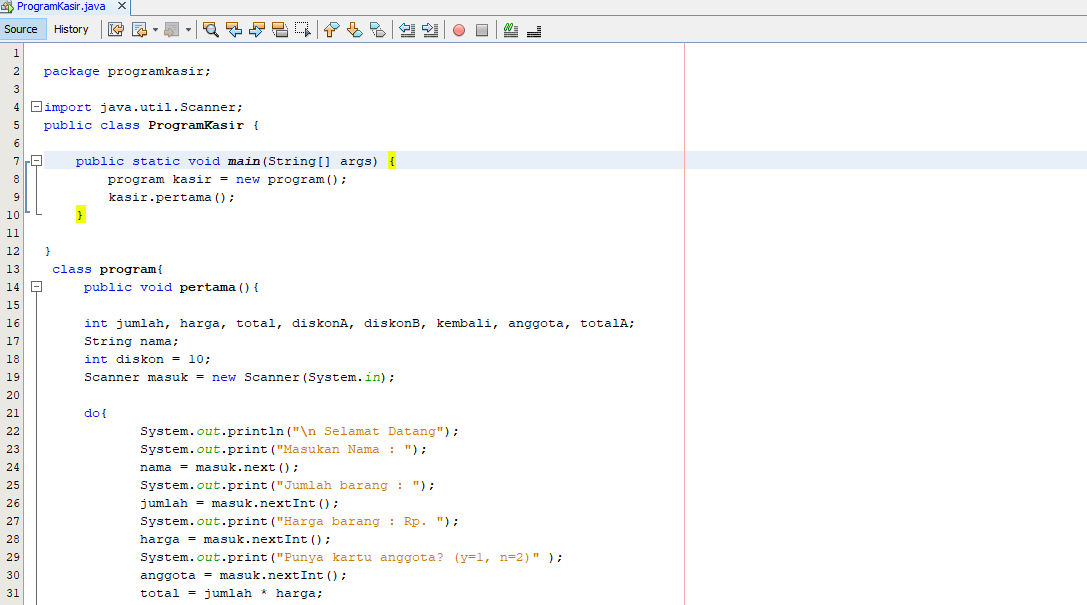 ProgramKasir.java
Source History
1
2 package programkasir;
3
4 import java.util.Scanner;
5 public class ProgramKasir {
6
7 public static void main(String[] args) {
8 program kasir = new program();
9 kasir.pertama();
10 }
11
12 }
13 class program{
14 public void pertama(){
15
16 int jumlah, harga, total, diskonA, diskonB, kembali, anggota, totalA;
17 String nama;
18 int diskon = 10;
19 Scanner masuk = new Scanner(System.in);
20
21 do{
22 System.out.println("\n Selamat Datang");
23 System.out.print("Masukan Nama : ");
24 nama = masuk.next();
25 System.out.print("Jumlah barang : ");
26 jumlah = masuk.nextInt();
27 System.out.print("Harga barang : Rp. ");
28 harga = masuk.nextInt();
29 System.out.print("Punya kartu anggota? (y=1, n=2)" );
30 anggota = masuk.nextInt();
31 total = jumlah * harga;